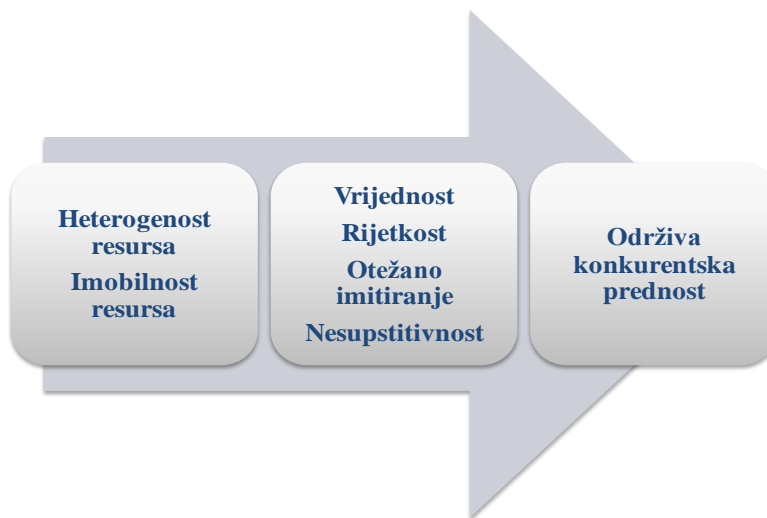 Heterogenost
resursa
Imobilnost
resursa
Vrijednost
Rijetkost
Otežano
imitiranje
Nesupstitivnost
Održiva
konkurentska
prednost